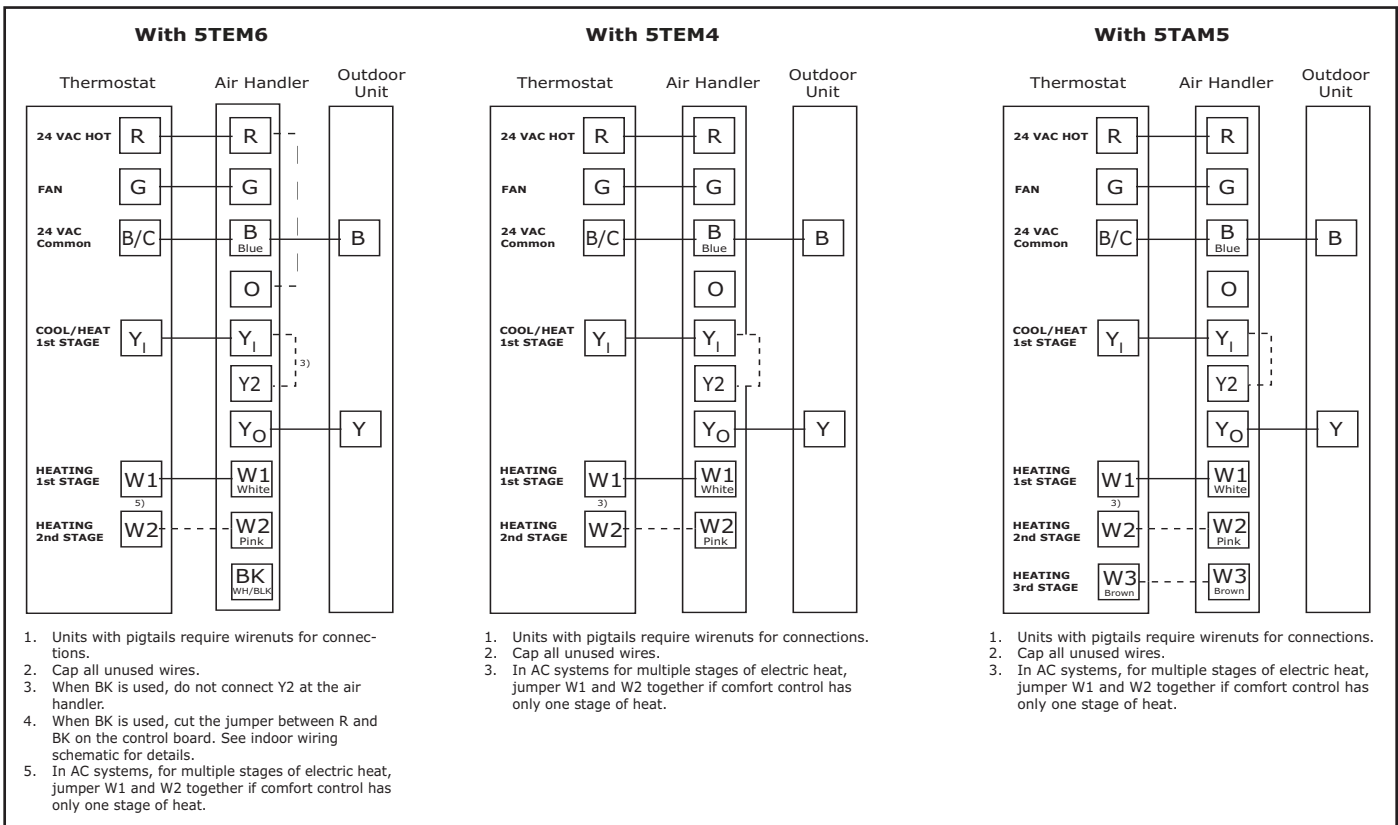 With 5TEM6
Thermostat
Air Handler
Outdoor
Unit
24 VAC HOT
R
R
FAN
G
G
24 VAC
Common
B/C
B
Blue
B
O
COOL/HEAT
1st STAGE
YI
YI
3)
Y2
YO
Y
HEATING
1st STAGE
W1
W1
White
5)
HEATING
2nd STAGE
W2
W2
Pink
BK
WH/BLK
1. Units with pigtails require wirenuts for connec-
tions.
2. Cap all unused wires.
3. When BK is used, do not connect Y2 at the air
handler.
4. When BK is used, cut the jumper between R and
BK on the control board. See indoor wiring
schematic for details.
5. In AC systems, for multiple stages of electric heat,
jumper W1 and W2 together if comfort control has
only one stage of heat.
With 5TEM4
Thermostat
Air Handler
Outdoor
Unit
24 VAC HOT
R
R
FAN
G
G
24 VAC
Common
B/C
B
Blue
B
O
COOL/HEAT
1st STAGE
YI
YI
Y2
YO
Y
HEATING
1st STAGE
W1
W1
White
3)
HEATING
2nd STAGE
W2
W2
Pink
1. Units with pigtails require wirenuts for connections.
2. Cap all unused wires.
3. In AC systems for multiple stages of electric heat,
jumper W1 and W2 together if comfort control has
only one stage of heat.
With 5TAM5
Thermostat
Air Handler
Outdoor
Unit
24 VAC HOT
R
R
FAN
G
G
24 VAC
Common
B/C
B
Blue
B
O
COOL/HEAT
1st STAGE
YI
YI
Y2
YO
Y
HEATING
1st STAGE
W1
W1
White
3)
HEATING
2nd STAGE
W2
W2
Pink
HEATING
3rd STAGE
W3
Brown
W3
Brown
1. Units with pigtails require wirenuts for connections.
2. Cap all unused wires.
3. In AC systems, for multiple stages of electric heat,
jumper W1 and W2 together if comfort control has
only one stage of heat.